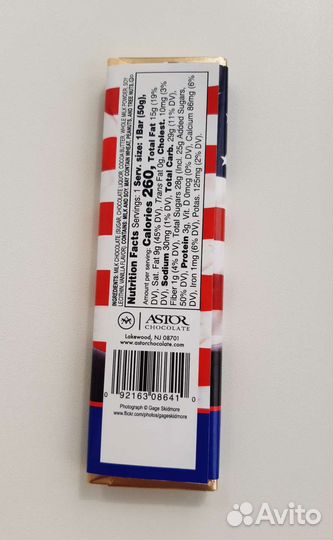 INGREDIENTS: MILK CHOCOLATE (SUGAR, CHOCOLATE LIQUOR, COCOA BUTTER, WHOLE MILK POWDER, SOY
LECITHIN, VANILLA FLAVOR). CONTAINS MILK AND SOY. MAY CONTAIN WHEAT, PEANUTS, AND TREE NUTS.
Nutrition Facts Servings: 1 Serv. size: 1Bar (50g),
Amount per serving: Calories 260, Total Fat 15g (19%
DV), Sat. Fat 9g (45% DV), Trans Fat 0g, Cholest. 10mg (3%
DV), Sodium 30mg (1% DV), Total Carb. 29g (11% DV),
Fiber 1g (4% DV), Total Sugars 28g (Incl. 25g Added Sugars,
50% DV), Protein 3g, Vit. D 0mcg (0% DV), Calcium 86mg (6%
DV), Iron 1mg (6% DV), Potas. 125mg (2% DV).
ASTOR
CHOCOLATE
Lakewood, NJ 08701
www.astorchocolate.com
0 92163 08641 0
Photograph © Gage Skidmore
www.flickr.com/photos/gageskidmore
Avito